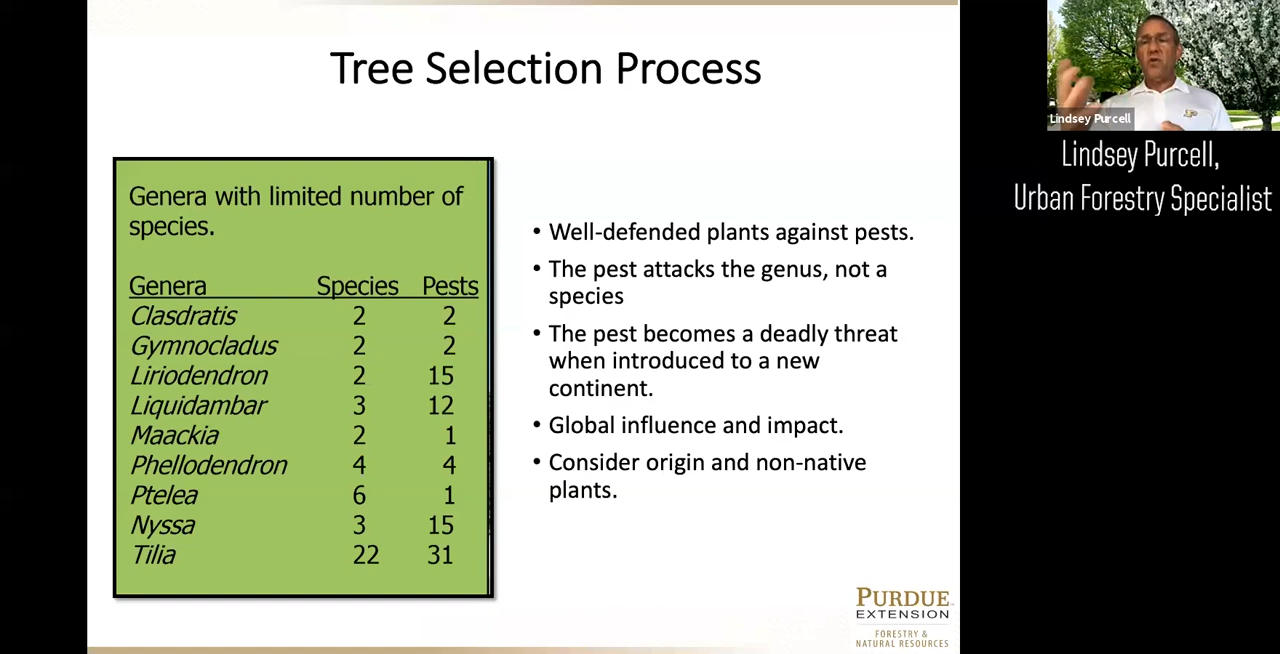 Tree Selection Process
Genera with limited number of
species.
Genera Species Pests
Clasdratis 2 2
Gymnocladus 2 2
Liriodendron 2 15
Liquidambar 3 12
Maackia 2 1
Phellodendron 4 4
Ptelea 6 1
Nyssa 3 15
Tilia 22 31
• Well-defended plants against pests.
• The pest attacks the genus, not a
species
• The pest becomes a deadly threat
when introduced to a new
continent.
• Global influence and impact.
• Consider origin and non-native
plants.
PURDUE
EXTENSION
FORESTRY &
NATURAL RESOURCES
Lindsey Purcell
Lindsey Purcell,
Urban Forestry Specialist